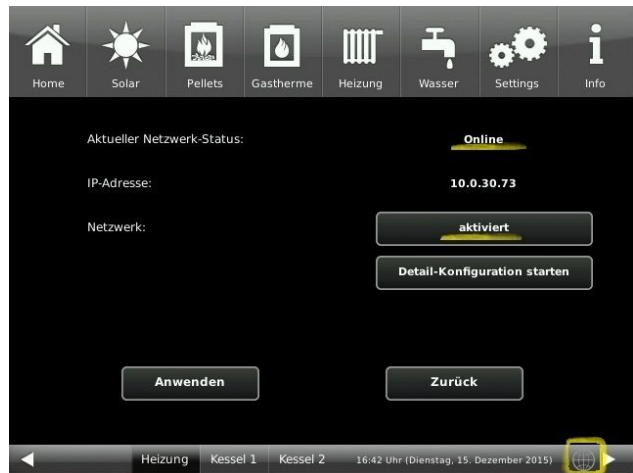 Home Solar Pellets Gastherme Heizung Wasser Settings Info
Aktueller Netzwerk-Status: Online
IP-Adresse: 10.0.30.73
Netzwerk: aktiviert
Detail-Konfiguration starten
Anwenden Zurück
Heizung Kessel 1 Kessel 2 16:42 Uhr (Dienstag, 15. Dezember 2015)